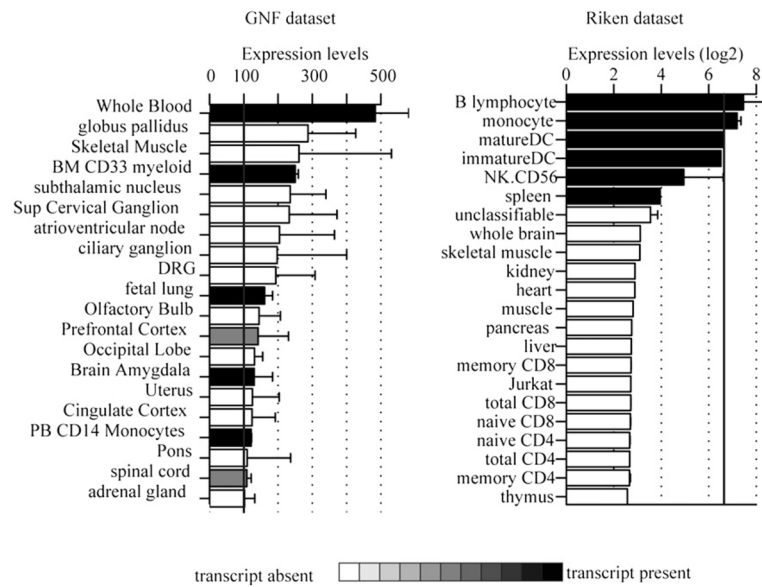 GNF dataset
Expression levels
0 100 300 500
Whole Blood
globus pallidus
Skeletal Muscle
BM CD33 myeloid
subthalamic nucleus
Sup Cervical Ganglion
atrioventricular node
ciliary ganglion
DRG
fetal lung
Olfactory Bulb
Prefrontal Cortex
Occipital Lobe
Brain Amygdala
Uterus
Cingulate Cortex
PB CD14 Monocytes
Pons
spinal cord
adrenal gland
Riken dataset
Expression levels (log2)
0 2 4 6 8
B lymphocyte
monocyte
matureDC
immatureDC
NK.CD56
spleen
unclassifiable
whole brain
skeletal muscle
kidney
heart
muscle
pancreas
liver
memory CD8
Jurkat
total CD8
naive CD8
naive CD4
total CD4
memory CD4
thymus
transcript absent transcript present